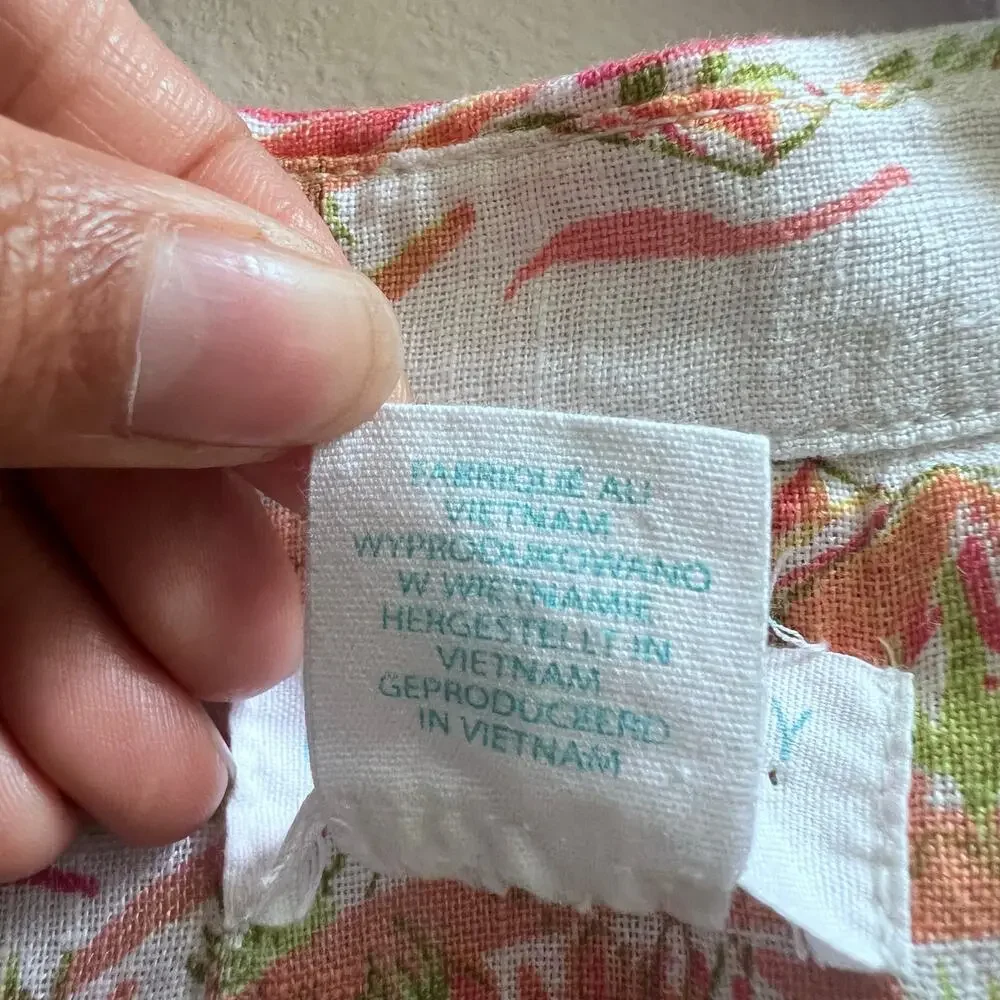 FABRIQUÉ AU
VIETNAM
WYPRODUKOWANO
W WIETNAMIE
HERGESTELLT IN
VIETNAM
GEPRODUCEERD
IN VIETNAM
Y